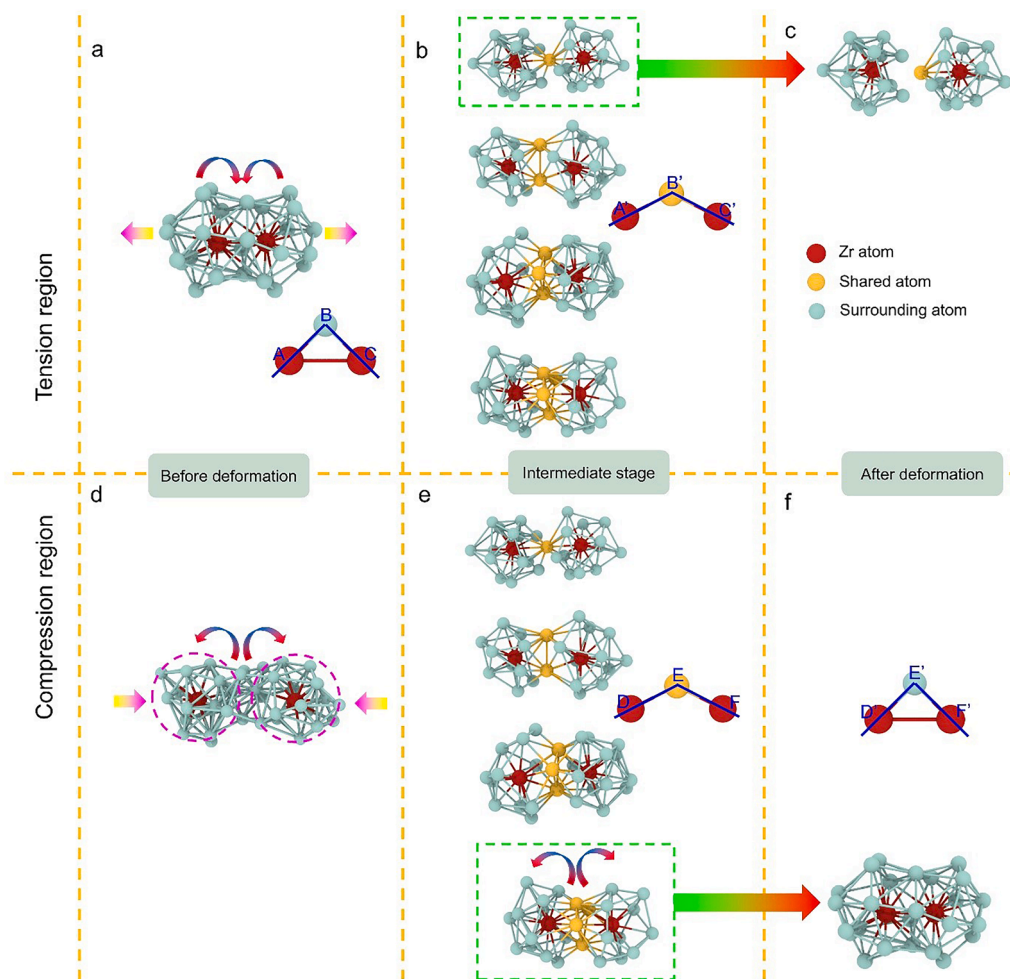 a
b
c
B
A
C
B'
A'
C'
Zr atom
Shared atom
Surrounding atom
Tension region
Before deformation
Intermediate stage
After deformation
d
e
f
E
D
F
E'
D'
F'
Compression region